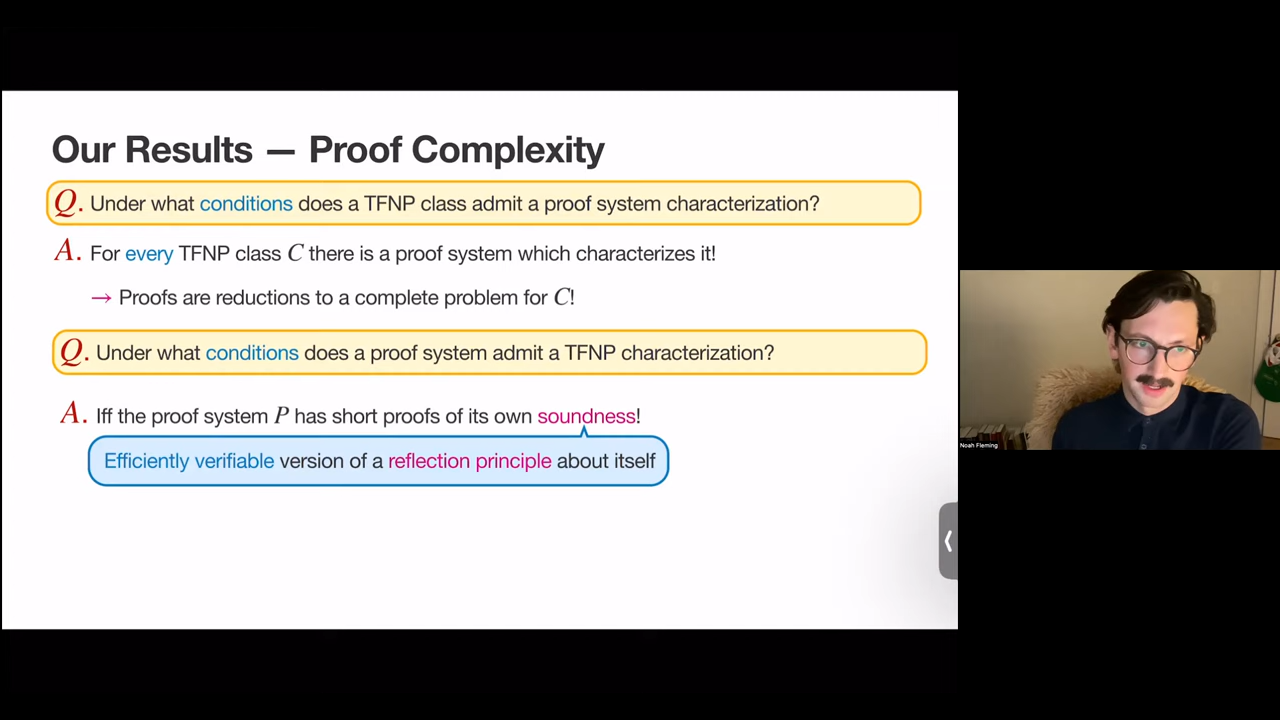 Our Results — Proof Complexity
Q. Under what conditions does a TFNP class admit a proof system characterization?
A. For every TFNP class C there is a proof system which characterizes it!
→ Proofs are reductions to a complete problem for C!
Q. Under what conditions does a proof system admit a TFNP characterization?
A. Iff the proof system P has short proofs of its own soundness!
Efficiently verifiable version of a reflection principle about itself
Noah Fleming